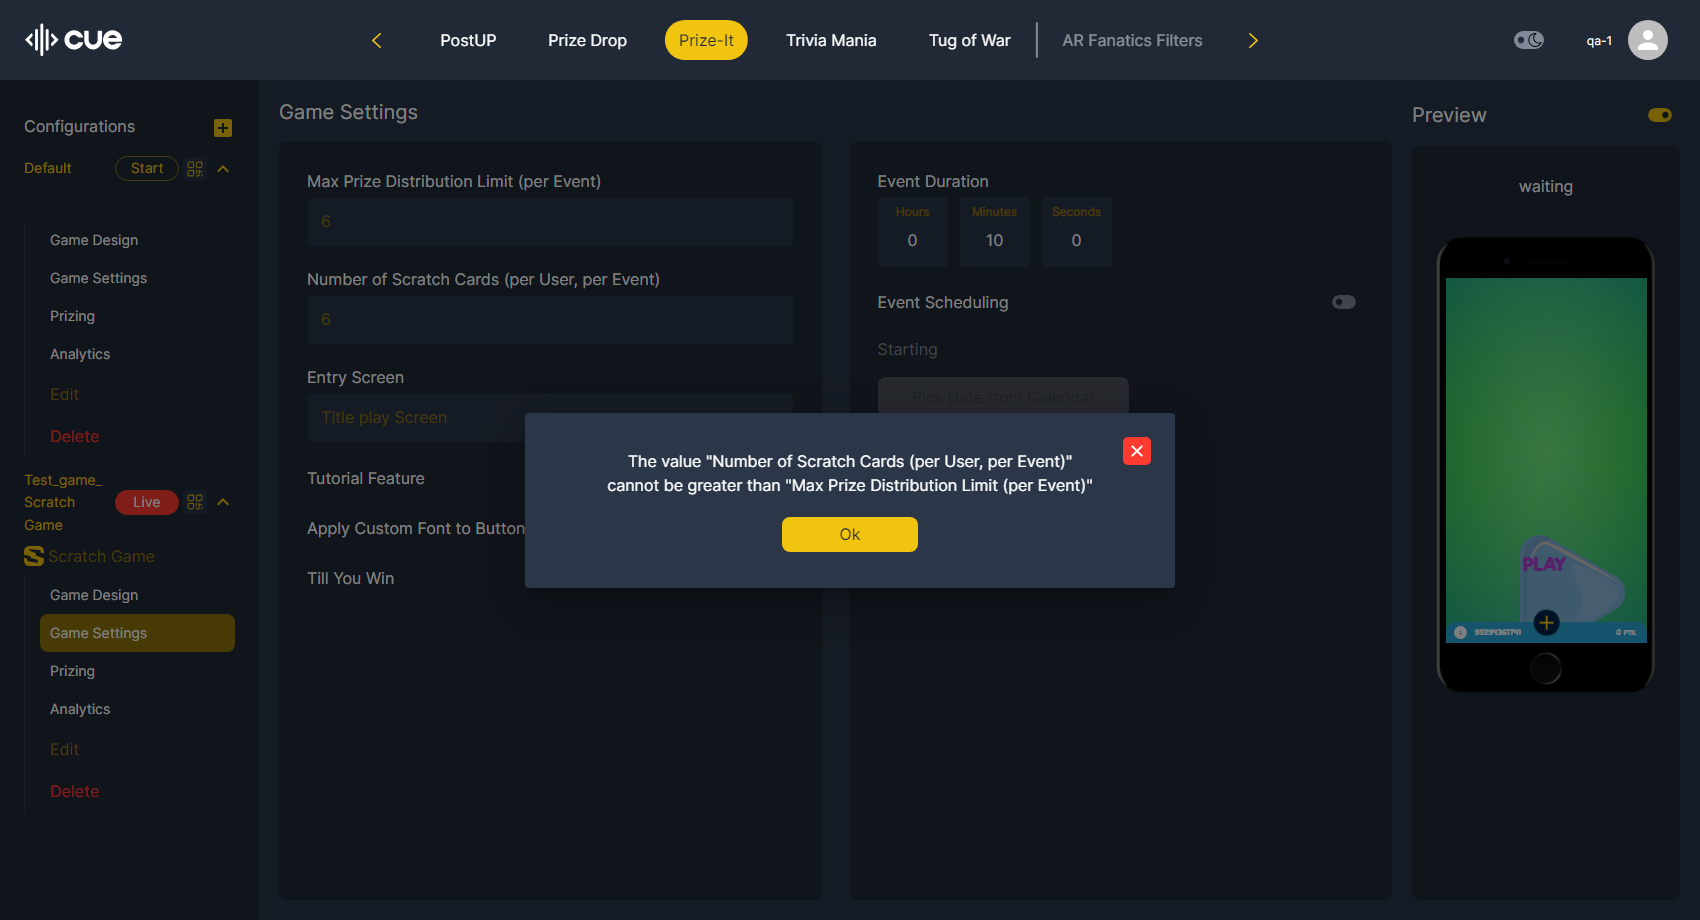 cue
PostUP
Prize Drop
Prize-It
Trivia Mania
Tug of War
AR Fanatics Filters
qa-1
Configurations
Default
Start
Game Design
Game Settings
Prizing
Analytics
Edit
Delete
Test_game_
Scratch
Game
Live
Scratch Game
Game Design
Game Settings
Prizing
Analytics
Edit
Delete
Game Settings
Max Prize Distribution Limit (per Event)
6
Number of Scratch Cards (per User, per Event)
6
Entry Screen
Title play Screen
Tutorial Feature
Apply Custom Font to Button
Till You Win
Event Duration
Hours
0
Minutes
10
Seconds
0
Event Scheduling
Starting
Pick Date from Calendar
The value "Number of Scratch Cards (per User, per Event)"
cannot be greater than "Max Prize Distribution Limit (per Event)"
Ok
Preview
waiting
PLAY
0 PTS.